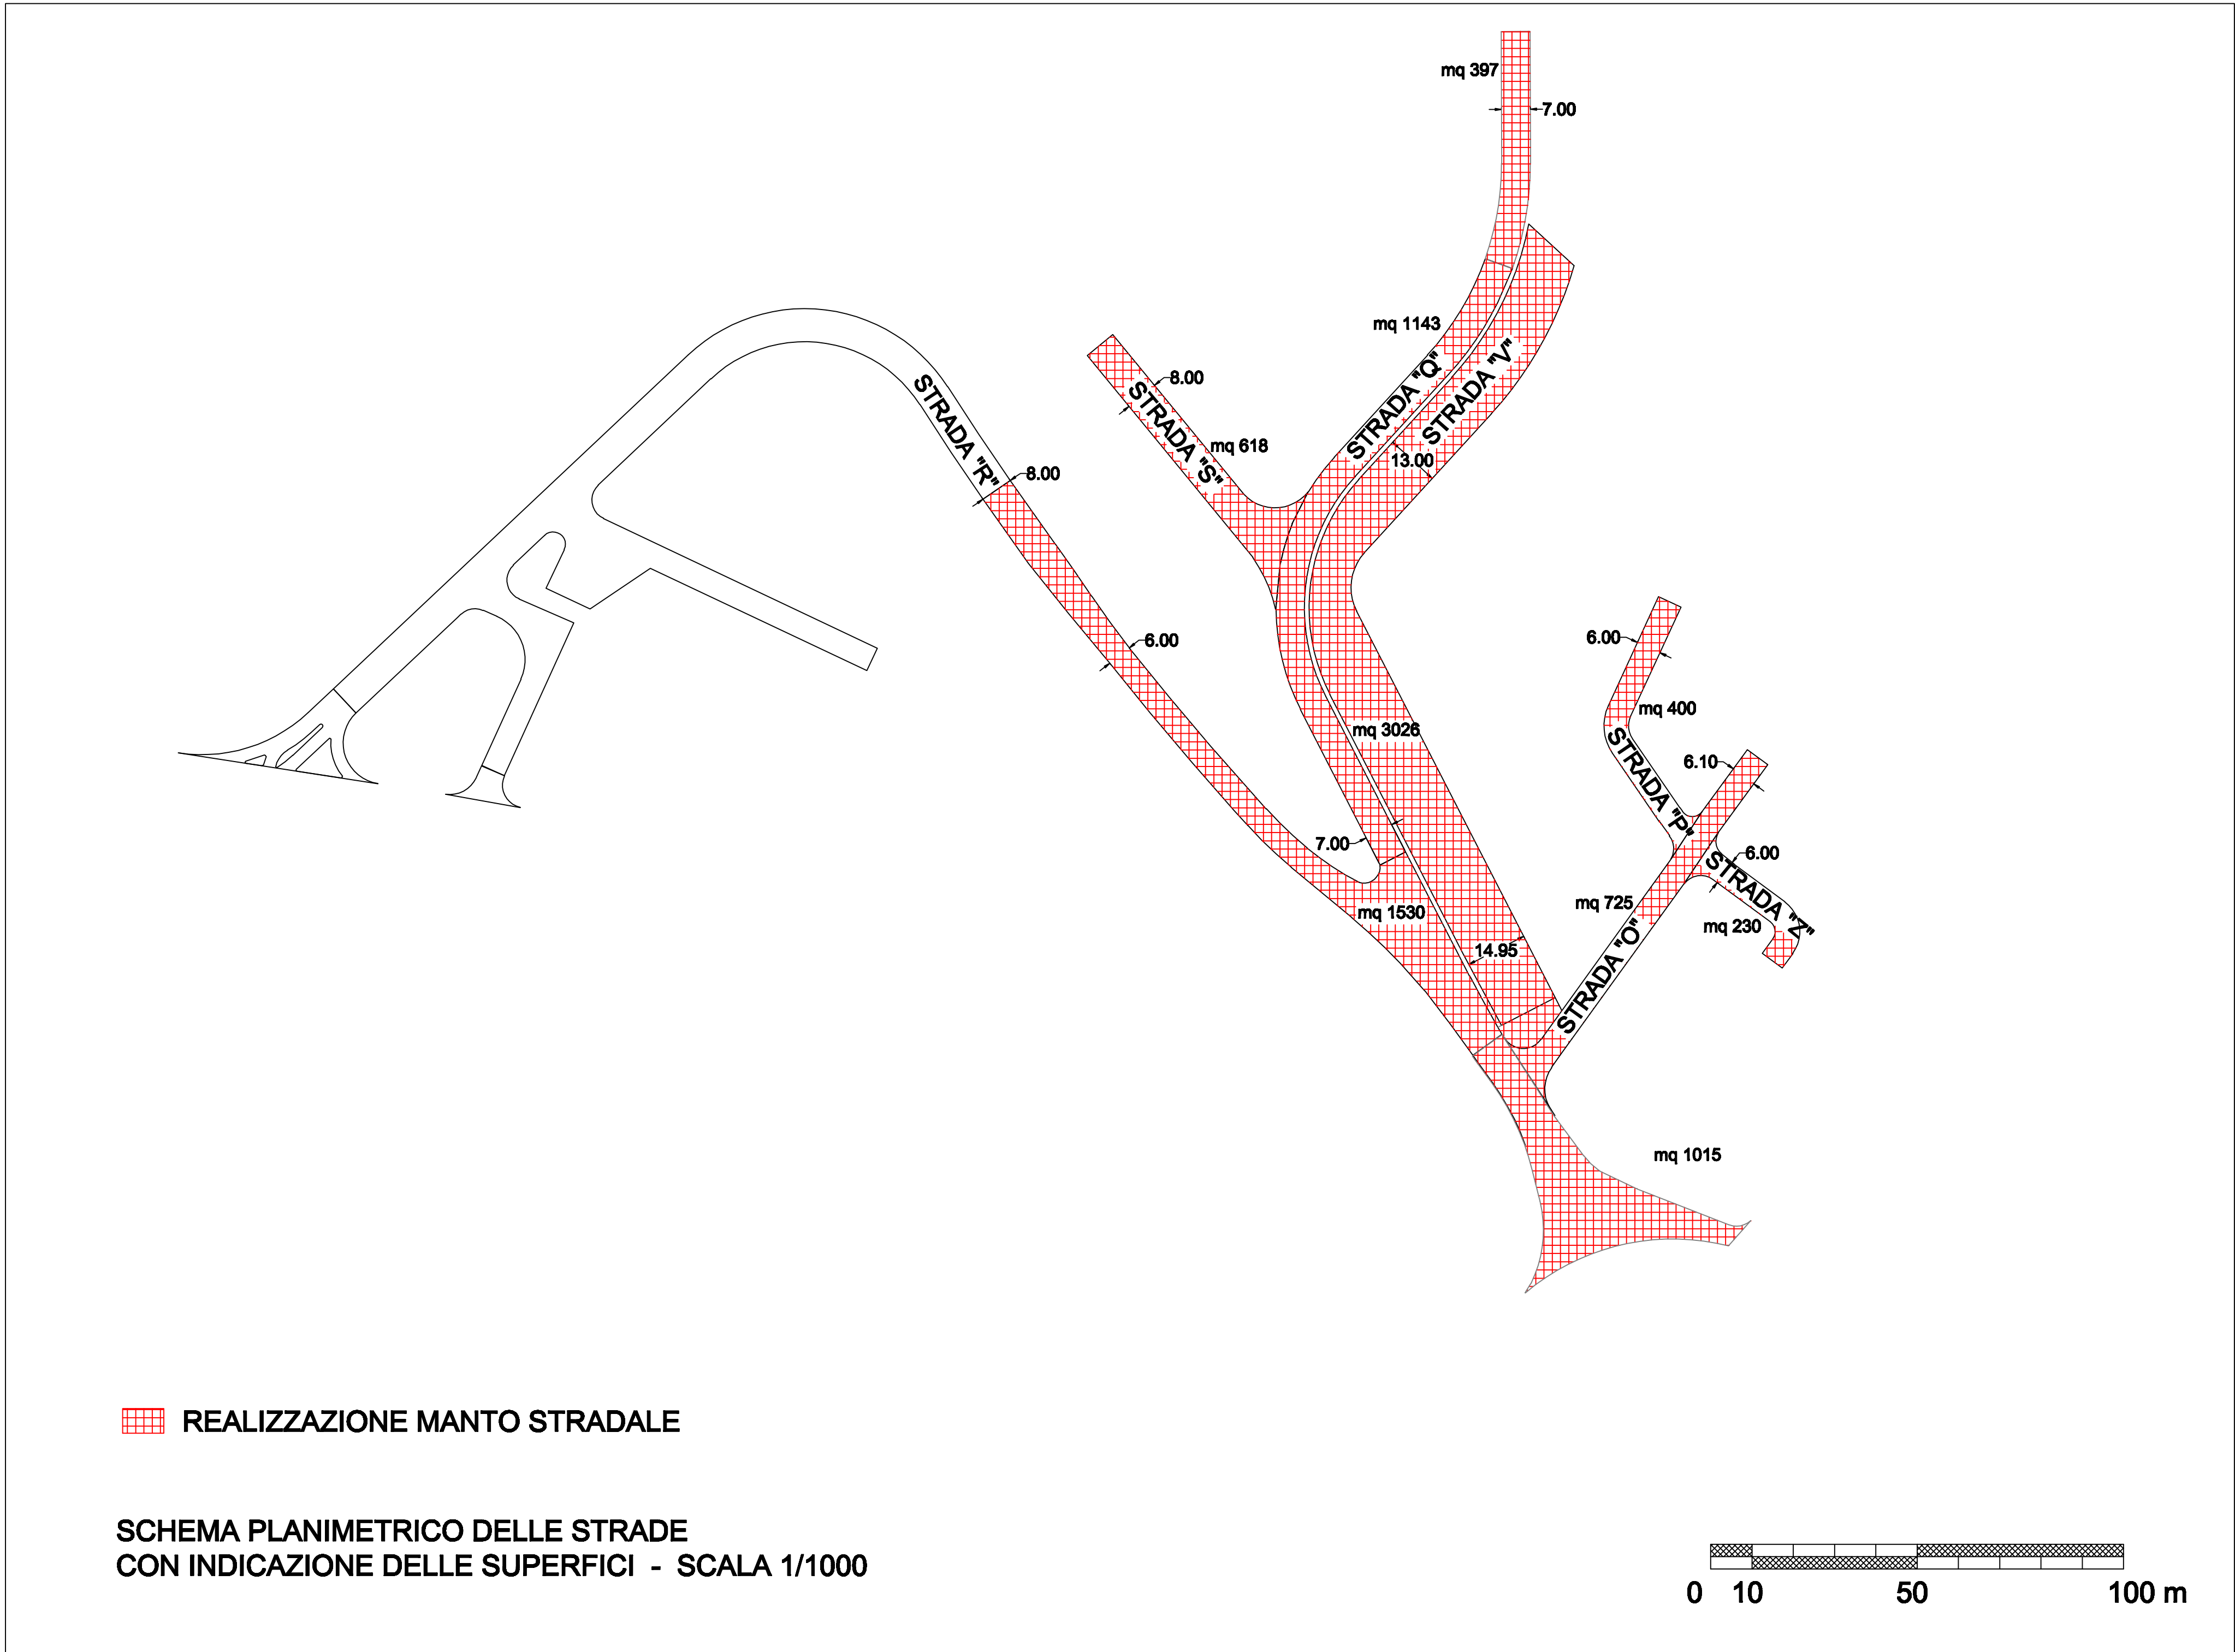 mq 397
7.00
mq 1143
STRADA "Q"
STRADA "V"
13.00
8.00
STRADA "S"
mq 618
STRADA "R"
8.00
6.00
6.00
mq 400
STRADA "P"
6.10
6.00
STRADA "Z"
mq 230
mq 3026
7.00
mq 1530
14.95
mq 725
STRADA "O"
mq 1015
REALIZZAZIONE MANTO STRADALE
SCHEMA PLANIMETRICO DELLE STRADE
CON INDICAZIONE DELLE SUPERFICI - SCALA 1/1000
0 10 50 100 m